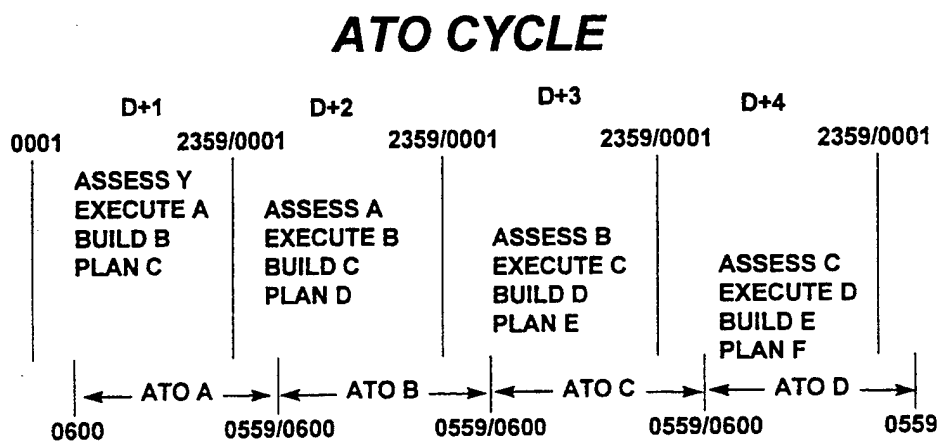 ATO CYCLE
D+1 D+2 D+3 D+4
0001 2359/0001 2359/0001 2359/0001 2359/0001
ASSESS Y
EXECUTE A
BUILD B
PLAN C
ASSESS A
EXECUTE B
BUILD C
PLAN D
ASSESS B
EXECUTE C
BUILD D
PLAN E
ASSESS C
EXECUTE D
BUILD E
PLAN F
ATO A ATO B ATO C ATO D
0600 0559/0600 0559/0600 0559/0600 0559